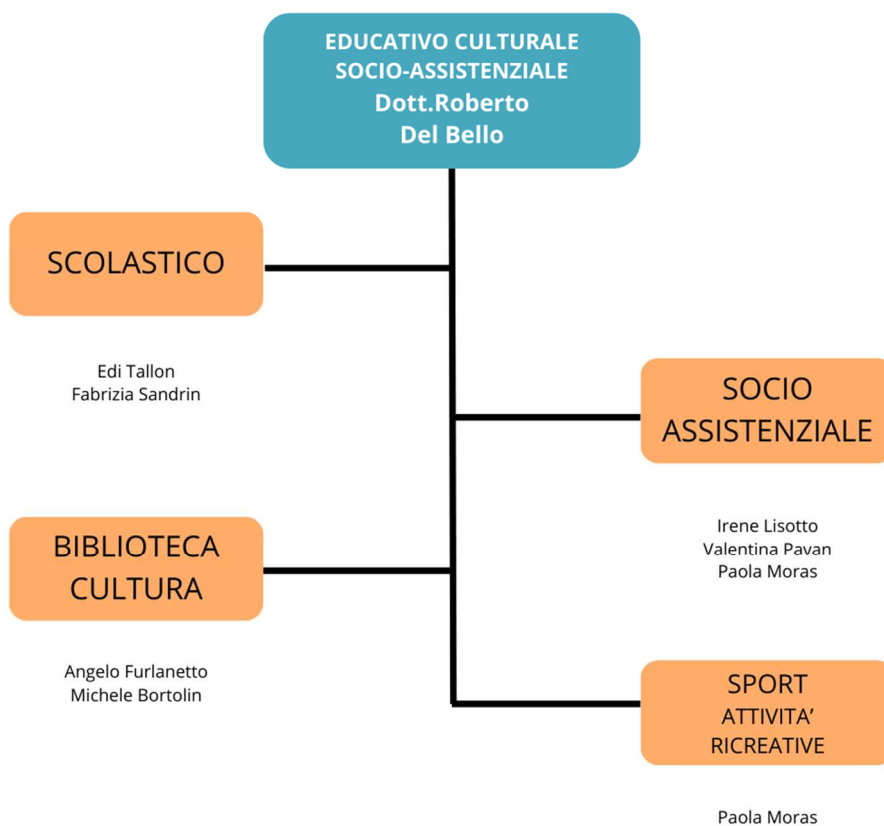 EDUCATIVO CULTURALE
SOCIO-ASSISTENZIALE
Dott.Roberto
Del Bello
SCOLASTICO
Edi Tallon
Fabrizia Sandrin
SOCIO
ASSISTENZIALE
Irene Lisotto
Valentina Pavan
Paola Moras
BIBLIOTECA
CULTURA
Angelo Furlanetto
Michele Bortolin
SPORT
ATTIVITA’
RICREATIVE
Paola Moras